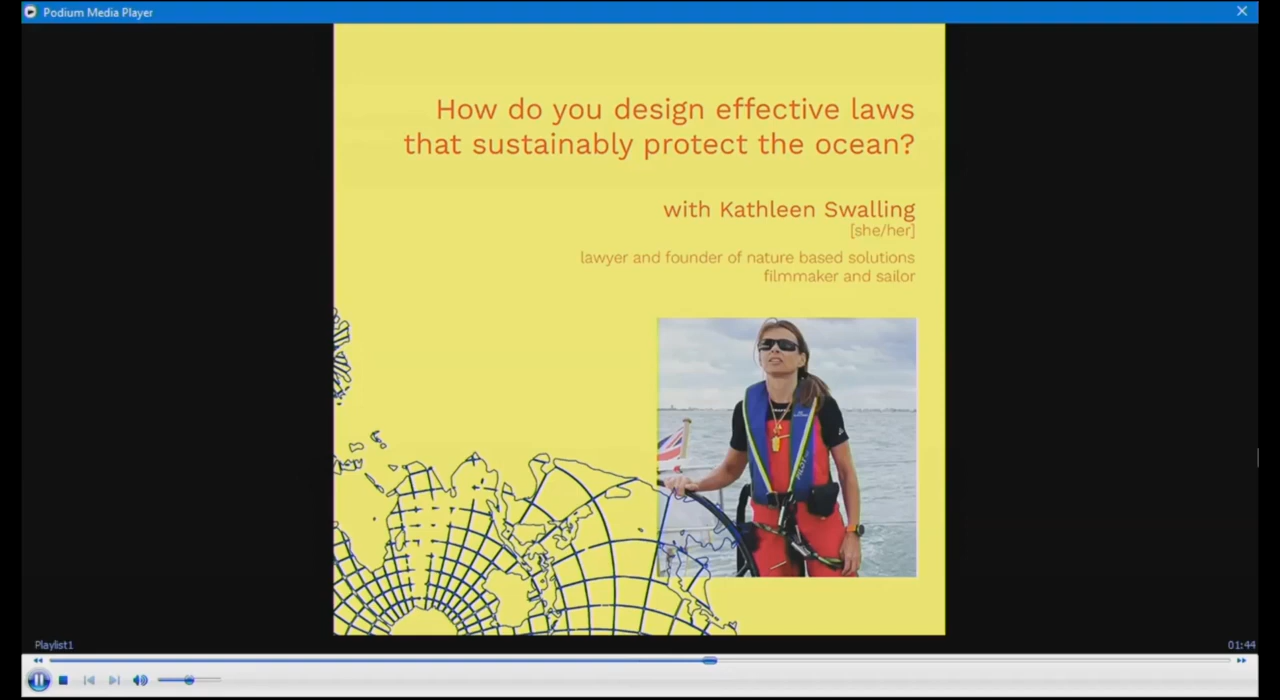 Podium Media Player
How do you design effective laws
that sustainably protect the ocean?
with Kathleen Swalling
[she/her]
lawyer and founder of nature based solutions
filmmaker and sailor
Playlist1
01:44